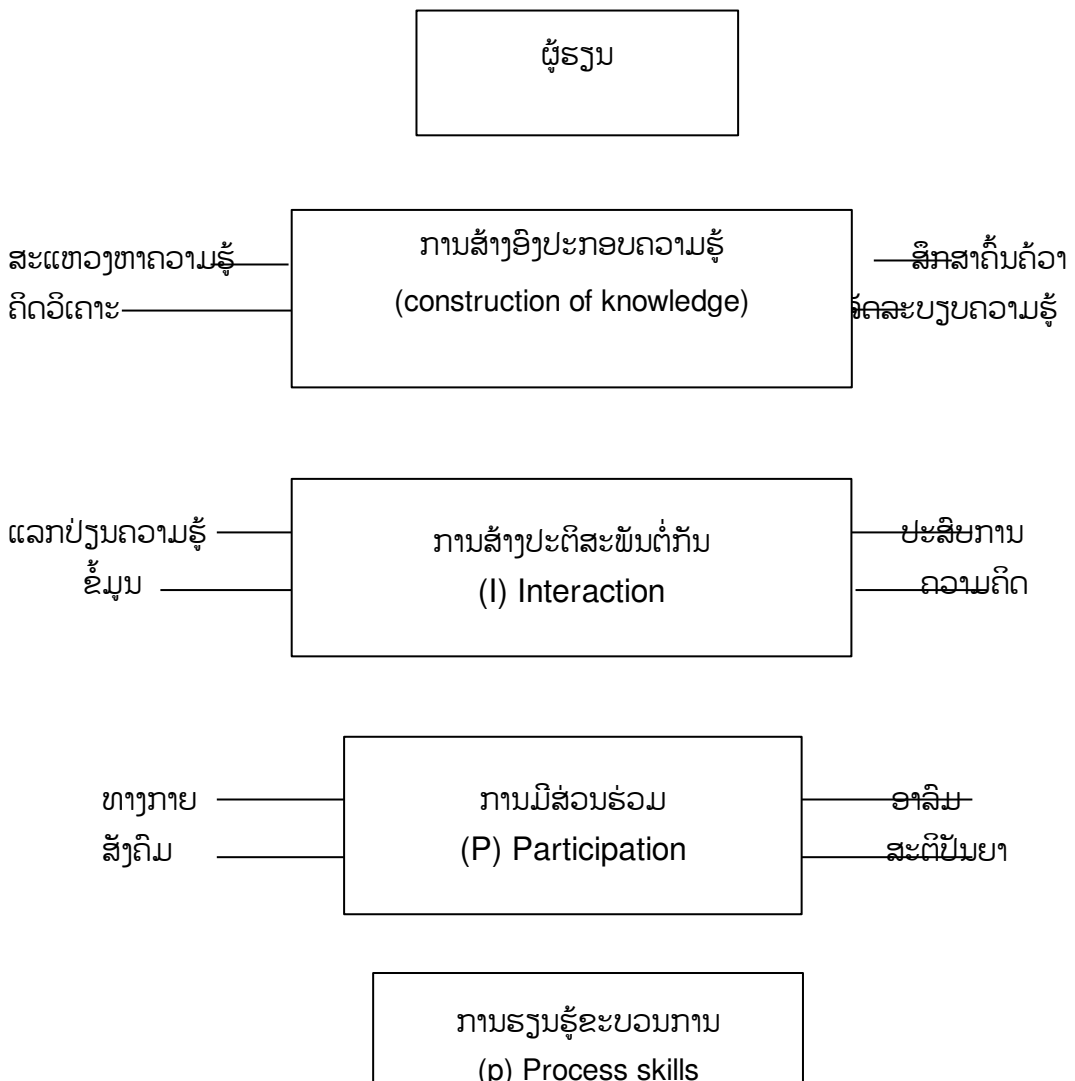 ຜູ້ຮຽນ
ການສ້າງອົງປະກອບຄວາມຮູ້
ສະແຫວງຫາຄວາມຮູ້
ສຶກສາຄົ້ນຄ້ວາ
(construction of knowledge)
ຄິດວິເຄາະ
ັດລະບຽບຄວາມຮູ້
ແລກປ່ຽນຄວາມຮູ້
ການສ້າງປະຕິສະພັນຕໍ່ກັນ
ປະສົບການ
ຂໍ້ມູນ
(I) Interaction
ຄວາມຄິດ
ທາງກາຍ
ການມີສ່ວນຮ່ວມ
ອາລົມ
ສັງຄົມ
(P) Participation
ສະຕິປັນຍາ
ການຮຽນຮູ້ຂະບວນການ
(p) Process skills